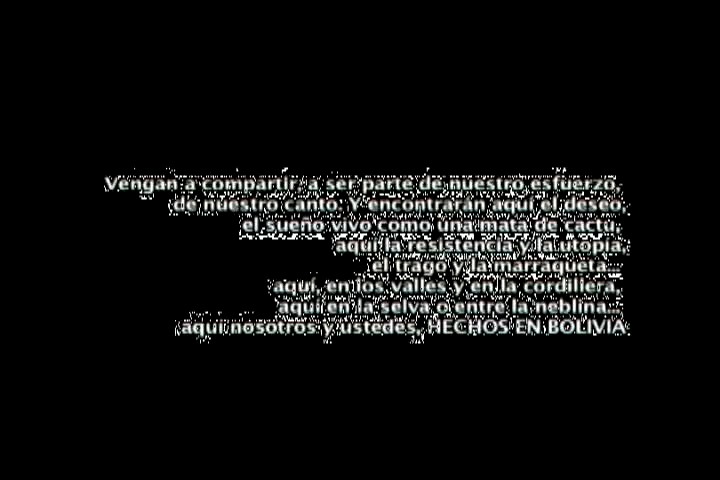 Vengan a compartir, a ser parte de nuestro esfuerzo,
de nuestro canto. Y encontrarán aquí el deseo,
el sueño vivo como una mata de cactu,
aquí la resistencia y la utopía,
el trago y la marraqueta...
aquí, en los valles y en la cordillera,
aquí en la selva o entre la neblina...
aquí nosotros y ustedes, HECHOS EN BOLIVIA